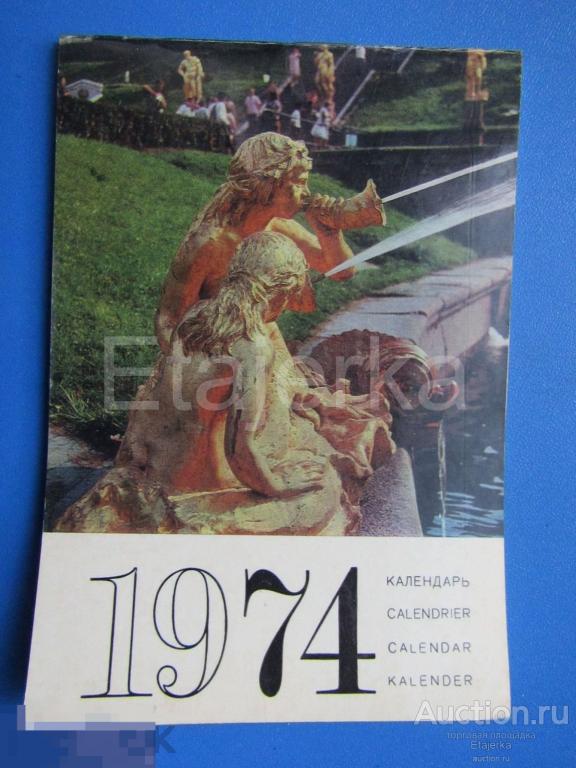 Etajerka
1974
КАЛЕНДАРЬ
CALENDRIER
CALENDAR
KALENDER
Auction.ru
торговая площадка
Etajerka
auction.ru